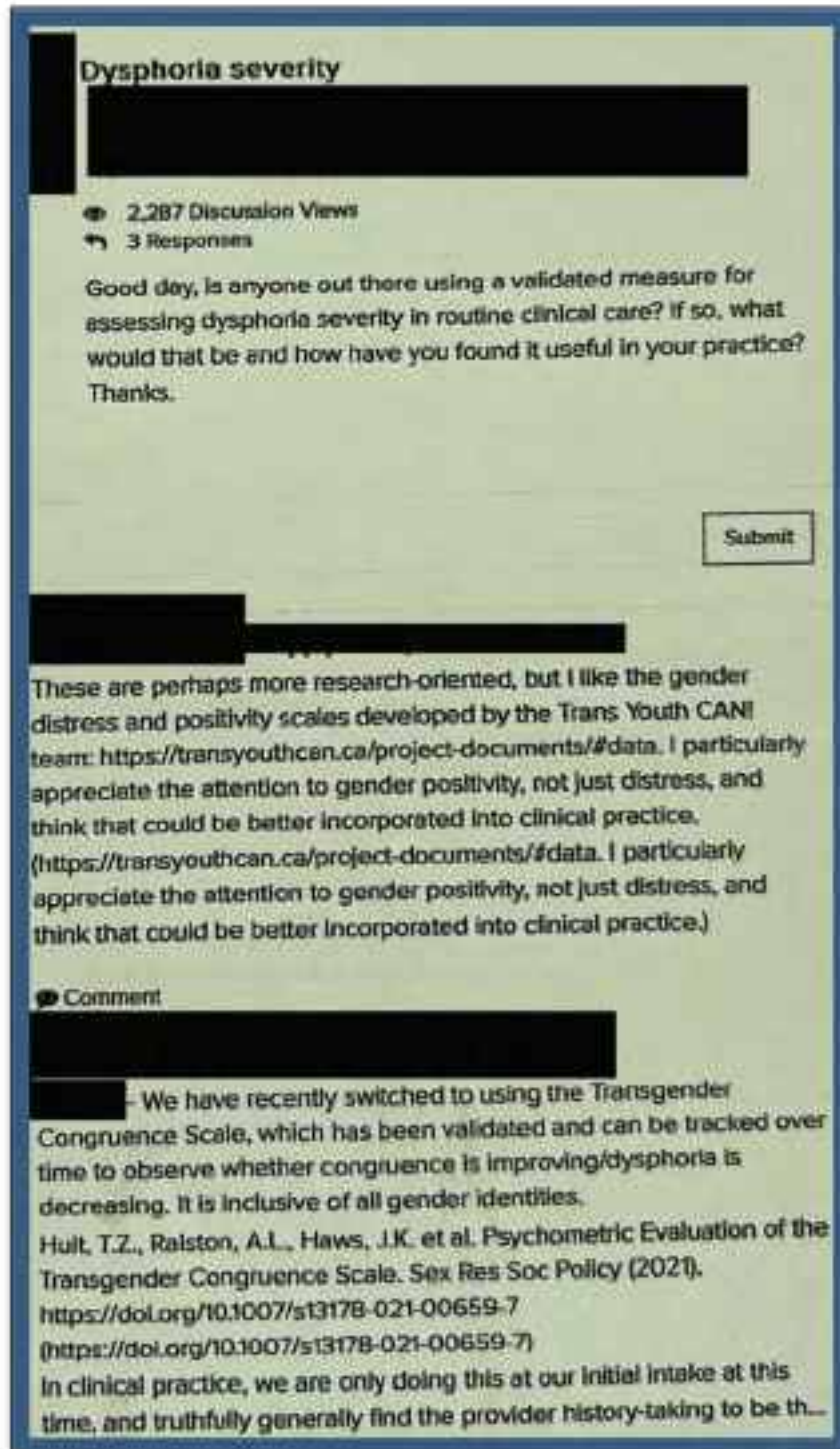 Dysphoria severity
2,287 Discussion Views
3 Responses
Good day, is anyone out there using a validated measure for
assessing dysphoria severity in routine clinical care? If so, what
would that be and how have you found it useful in your practice?
Thanks.
Submit
These are perhaps more research-oriented, but I like the gender
distress and positivity scales developed by the Trans Youth CAN!
team: https://transyouthcan.ca/project-documents/#data. I particularly
appreciate the attention to gender positivity, not just distress, and
think that could be better incorporated into clinical practice.
(https://transyouthcan.ca/project-documents/#data. I particularly
appreciate the attention to gender positivity, not just distress, and
think that could be better incorporated into clinical practice.)
Comment
- We have recently switched to using the Transgender
Congruence Scale, which has been validated and can be tracked over
time to observe whether congruence is improving/dysphoria is
decreasing. It is inclusive of all gender identities.
Huit, T.Z., Ralston, A.L., Haws, J.K. et al. Psychometric Evaluation of the
Transgender Congruence Scale. Sex Res Soc Policy (2021).
https://doi.org/10.1007/s13178-021-00659-7
(https://doi.org/10.1007/s13178-021-00659-7)
In clinical practice, we are only doing this at our initial intake at this
time, and truthfully generally find the provider history-taking to be th...